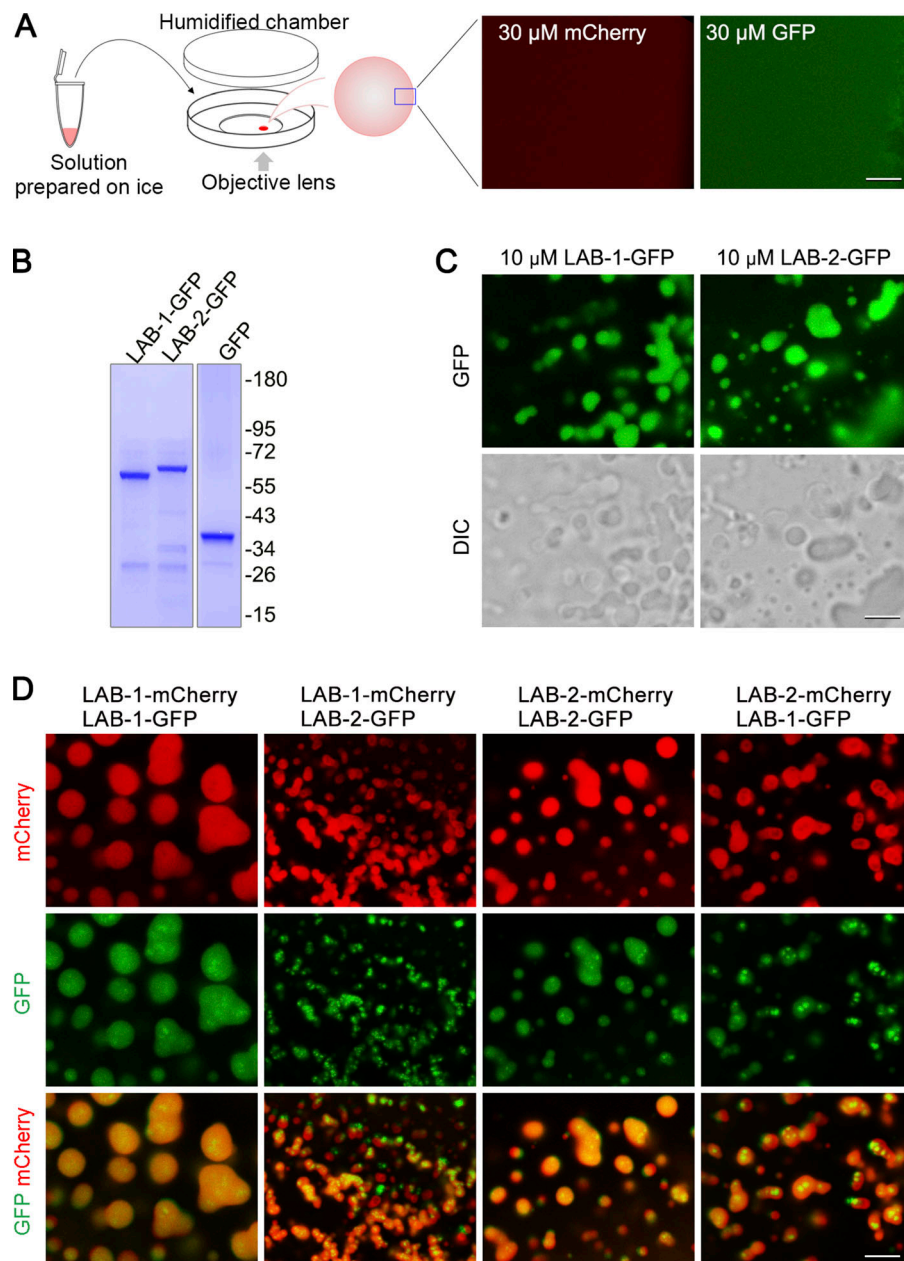 A
Humidified chamber
Solution
prepared on ice
Objective lens
30 μM mCherry
30 μM GFP
B
LAB-1-GFP
LAB-2-GFP
GFP
-180
-95
-72
-55
-43
-34
-26
-15
C
10 μM LAB-1-GFP
10 μM LAB-2-GFP
GFP
DIC
D
LAB-1-mCherry
LAB-1-GFP
LAB-1-mCherry
LAB-2-GFP
LAB-2-mCherry
LAB-2-GFP
LAB-2-mCherry
LAB-1-GFP
mCherry
GFP
GFP mCherry